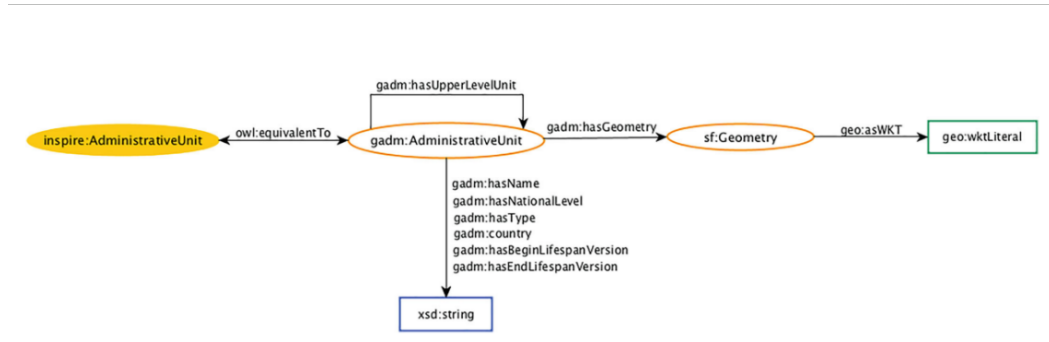 gadm:hasUpperLevelUnit
inspire:AdministrativeUnit
owl:equivalentTo
gadm:AdministrativeUnit
gadm:hasGeometry
sf:Geometry
geo:asWKT
geo:wktLiteral
gadm:hasName
gadm:hasNationalLevel
gadm:hasType
gadm:country
gadm:hasBeginLifespanVersion
gadm:hasEndLifespanVersion
xsd:string